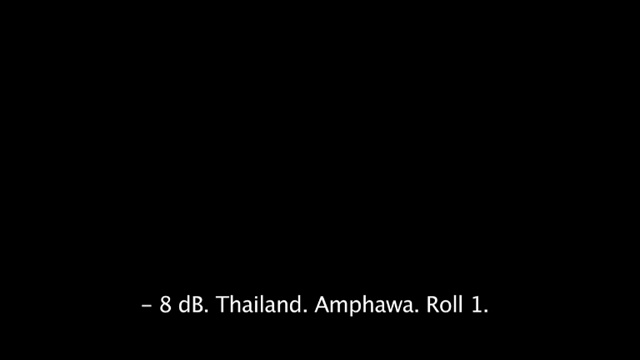 – 8 dB. Thailand. Amphawa. Roll 1.